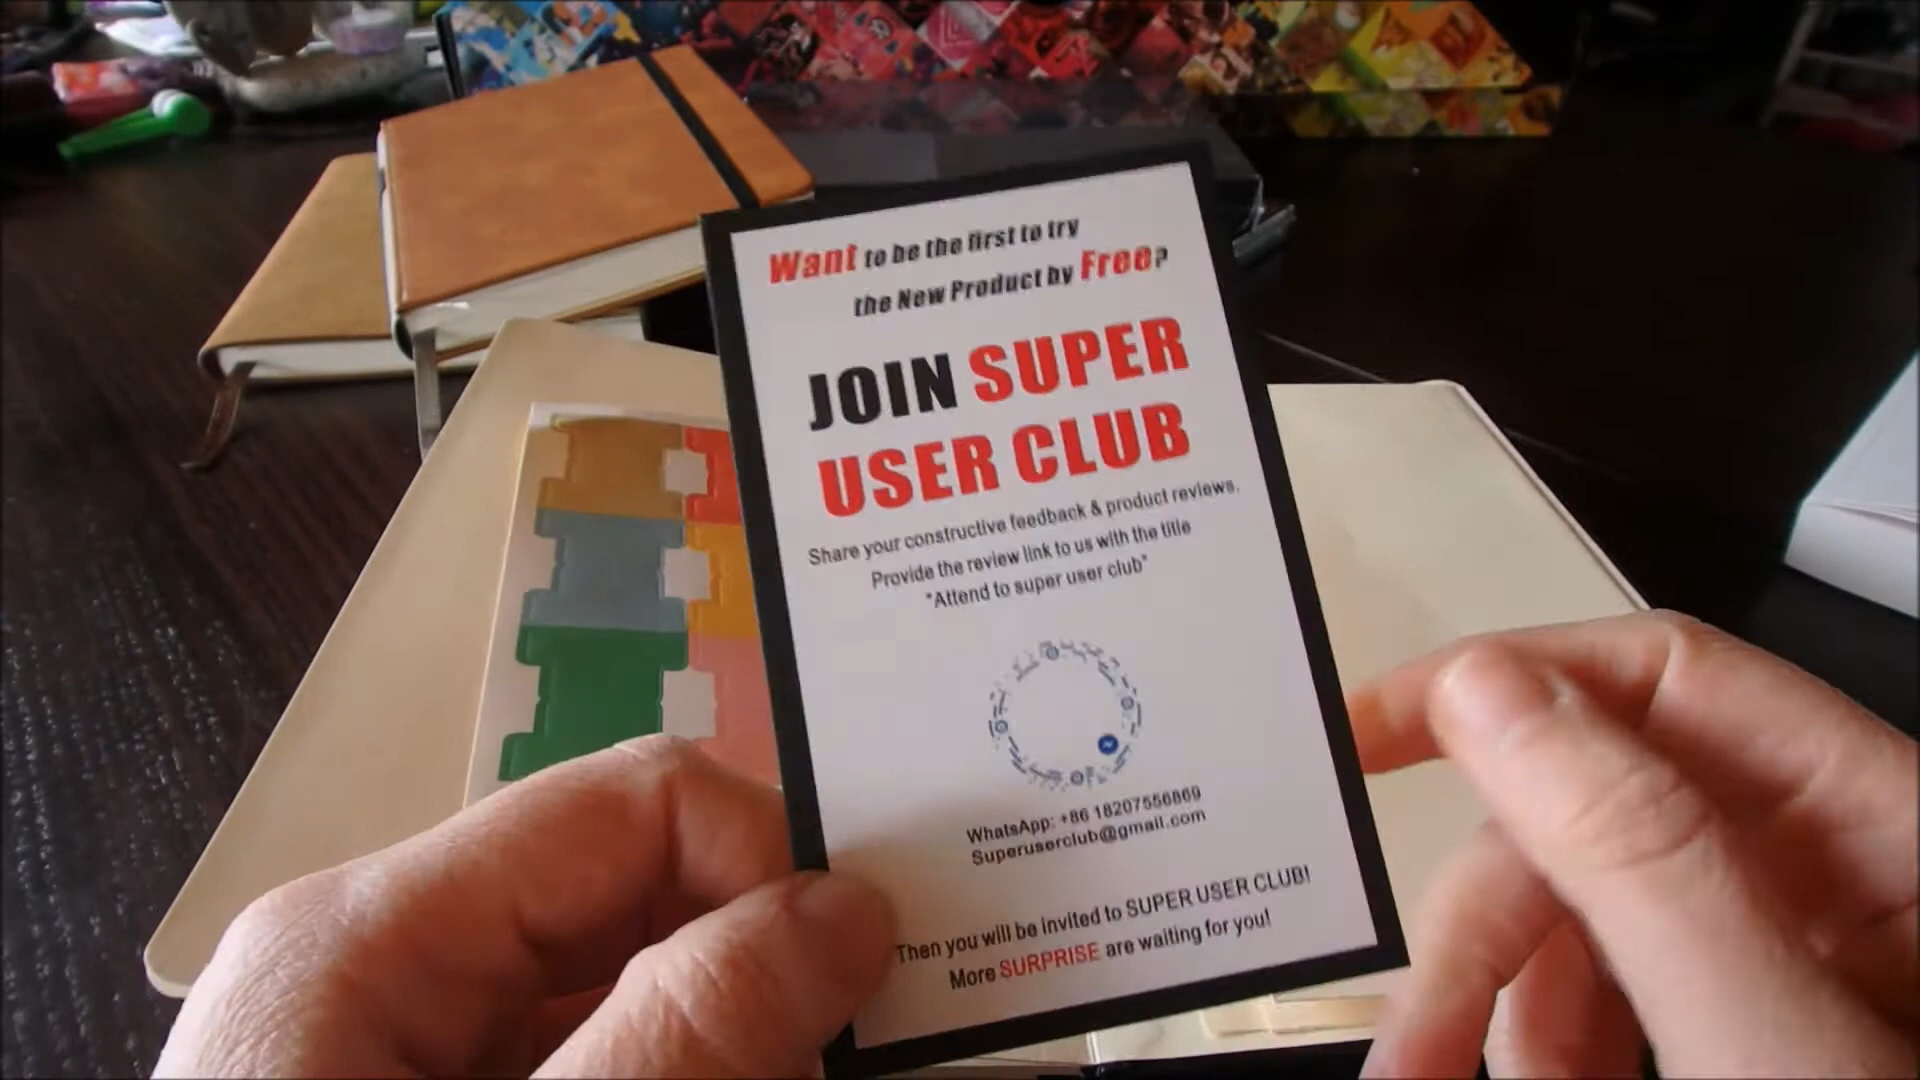 Want to be the first to try
the New Product by Free?
JOIN SUPER
USER CLUB
Share your constructive feedback & product reviews.
Provide the review link to us with the title
"Attend to super user club"
WhatsApp: +86 18207556869
Superuserclub@gmail.com
Then you will be invited to SUPER USER CLUB!
More SURPRISE are waiting for you!